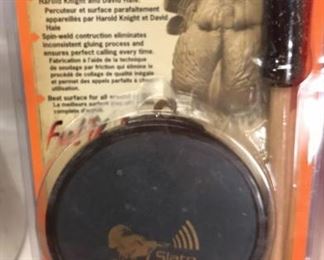 Harold Knight and David Hale.
Percuteur et surface parfaitement
appareillés par Harold Knight et David
Hale
• Spin-weld contruction eliminates
inconsistent gluing process and
ensures perfect calling every time.
Fabrication à l'aide de la technique
de soudage par friction qui élimine le
procédé de collage de qualité inégale
et permet des appels parfaits à chaque
utilisation.
• Best surface for all around
La meilleure surface
complète d'
Slate